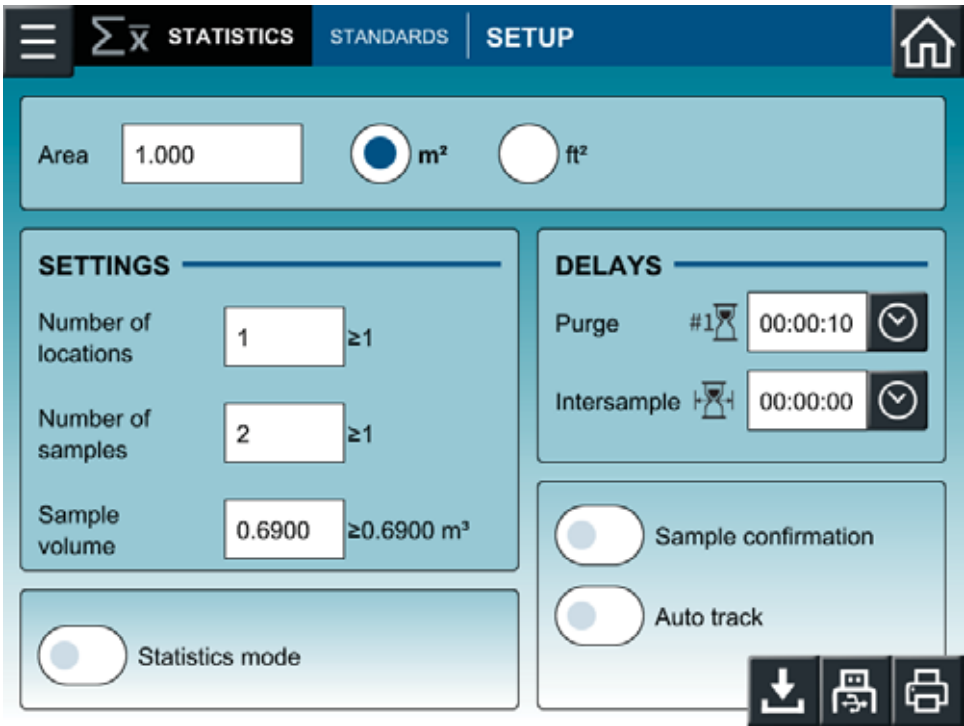 Σx̅ STATISTICS STANDARDS SETUP
Area 1.000 m² ft²
SETTINGS
Number of
locations
1 ≥1
Number of
samples
2 ≥1
Sample
volume
0.6900 ≥0.6900 m³
Statistics mode
DELAYS
Purge #1 00:00:10
Intersample 00:00:00
Sample confirmation
Auto track